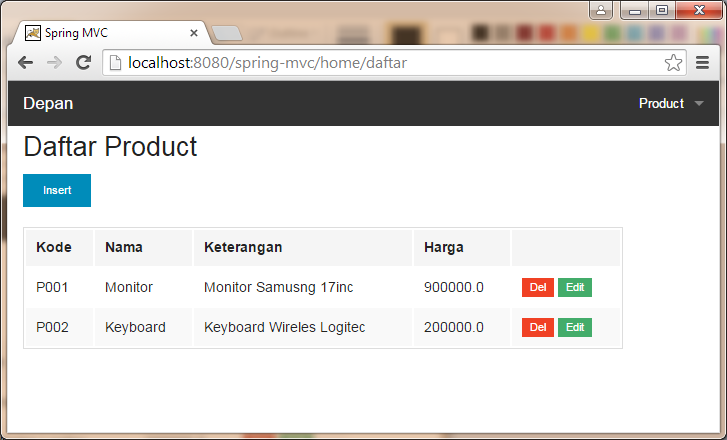 Spring MVC
localhost:8080/spring-mvc/home/daftar
Depan Product
Daftar Product
Insert
Kode Nama Keterangan Harga
P001 Monitor Monitor Samusng 17inc 900000.0 Del Edit
P002 Keyboard Keyboard Wireles Logitec 200000.0 Del Edit